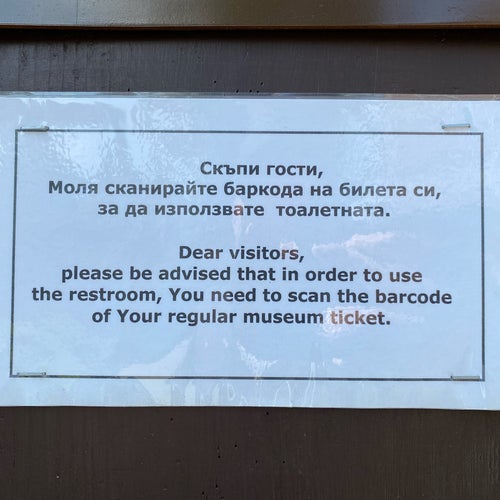 Скъпи гости,
Моля сканирайте баркода на билета си,
за да използвате тоалетната.
Dear visitors,
please be advised that in order to use
the restroom, You need to scan the barcode
of Your regular museum ticket.